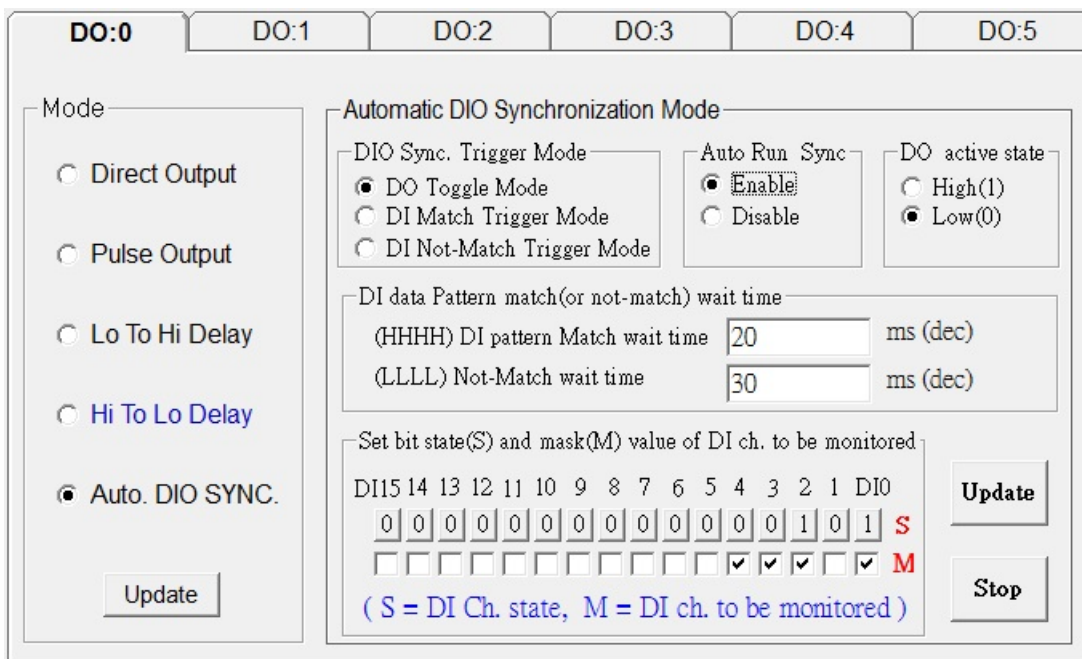 DO:0 DO:1 DO:2 DO:3 DO:4 DO:5
Mode
Direct Output
Pulse Output
Lo To Hi Delay
Hi To Lo Delay
Auto. DIO SYNC.
Update
Automatic DIO Synchronization Mode
DIO Sync. Trigger Mode
DO Toggle Mode
DI Match Trigger Mode
DI Not-Match Trigger Mode
Auto Run Sync
Enable
Disable
DO active state
High(1)
Low(0)
DI data Pattern match(or not-match) wait time
(HHHH) DI pattern Match wait time 20 ms (dec)
(LLLL) Not-Match wait time 30 ms (dec)
Set bit state(S) and mask(M) value of DI ch. to be monitored
DI15 14 13 12 11 10 9 8 7 6 5 4 3 2 1 DI0
0 0 0 0 0 0 0 0 0 0 0 0 0 1 0 1 S
M
( S = DI Ch. state, M = DI ch. to be monitored )
Update
Stop